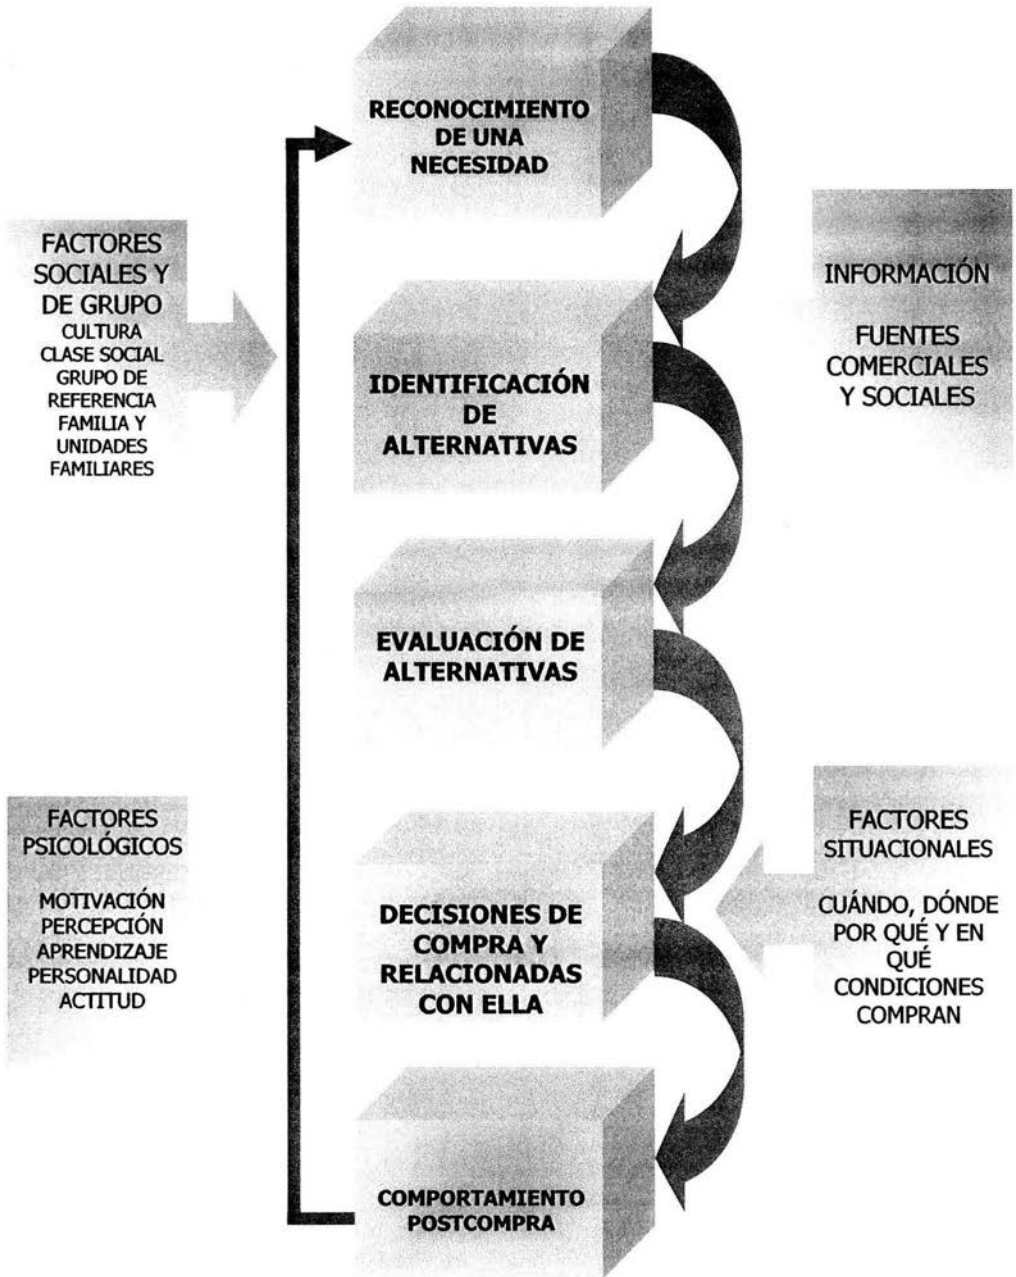 RECONOCIMIENTO
DE UNA
NECESIDAD
FACTORES
SOCIALES Y
DE GRUPO
CULTURA
CLASE SOCIAL
GRUPO DE
REFERENCIA
FAMILIA Y
UNIDADES
FAMILIARES
INFORMACIÓN
FUENTES
COMERCIALES
Y SOCIALES
IDENTIFICACIÓN
DE
ALTERNATIVAS
EVALUACIÓN DE
ALTERNATIVAS
FACTORES
PSICOLÓGICOS
MOTIVACIÓN
PERCEPCIÓN
APRENDIZAJE
PERSONALIDAD
ACTITUD
DECISIONES DE
COMPRA Y
RELACIONADAS
CON ELLA
FACTORES
SITUACIONALES
CUÁNDO, DÓNDE
POR QUÉ Y EN
QUÉ
CONDICIONES
COMPRAN
COMPORTAMIENTO
POSTCOMPRA